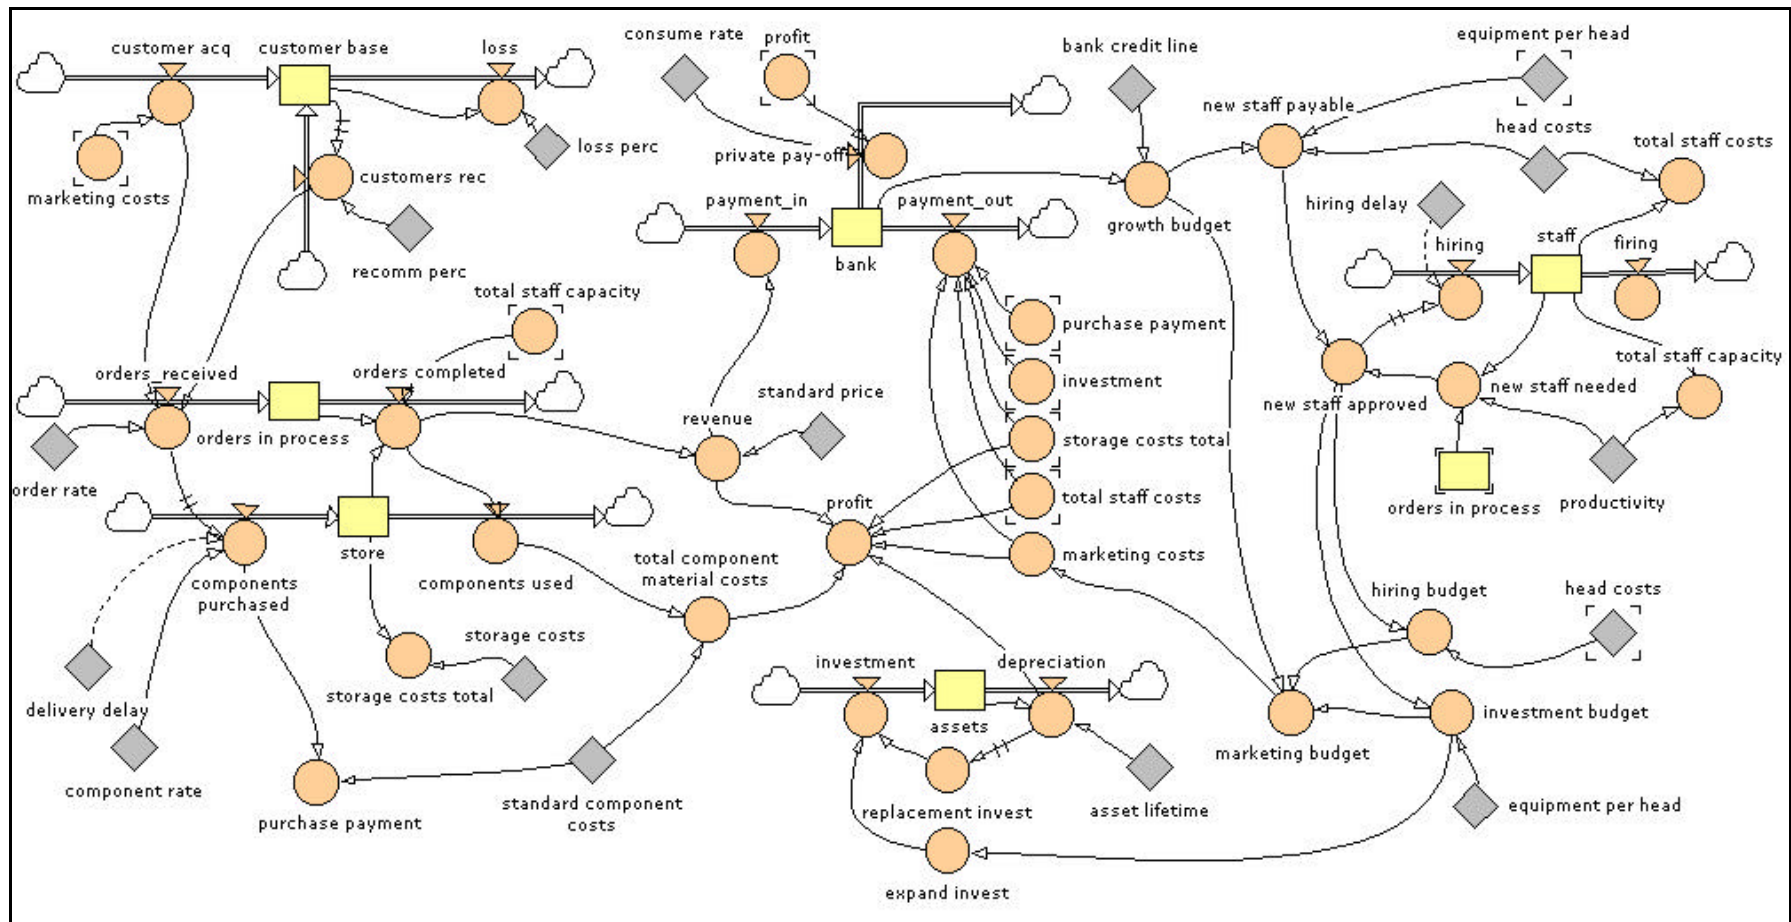 customer acq
customer base
loss
consume rate
profit
bank credit line
equipment per head
new staff payable
head costs
total staff costs
loss perc
private pay-off
marketing costs
customers rec
recomm perc
payment_in
payment_out
growth budget
bank
hiring delay
hiring
staff
firing
total staff capacity
purchase payment
investment
storage costs total
total staff costs
marketing costs
orders_received
orders completed
orders in process
order rate
revenue
standard price
new staff approved
new staff needed
total staff capacity
orders in process
productivity
store
components
purchased
components used
total component
material costs
profit
hiring budget
head costs
storage costs
storage costs total
delivery delay
component rate
purchase payment
standard component
costs
investment
depreciation
assets
replacement invest
asset lifetime
expand invest
marketing budget
investment budget
equipment per head